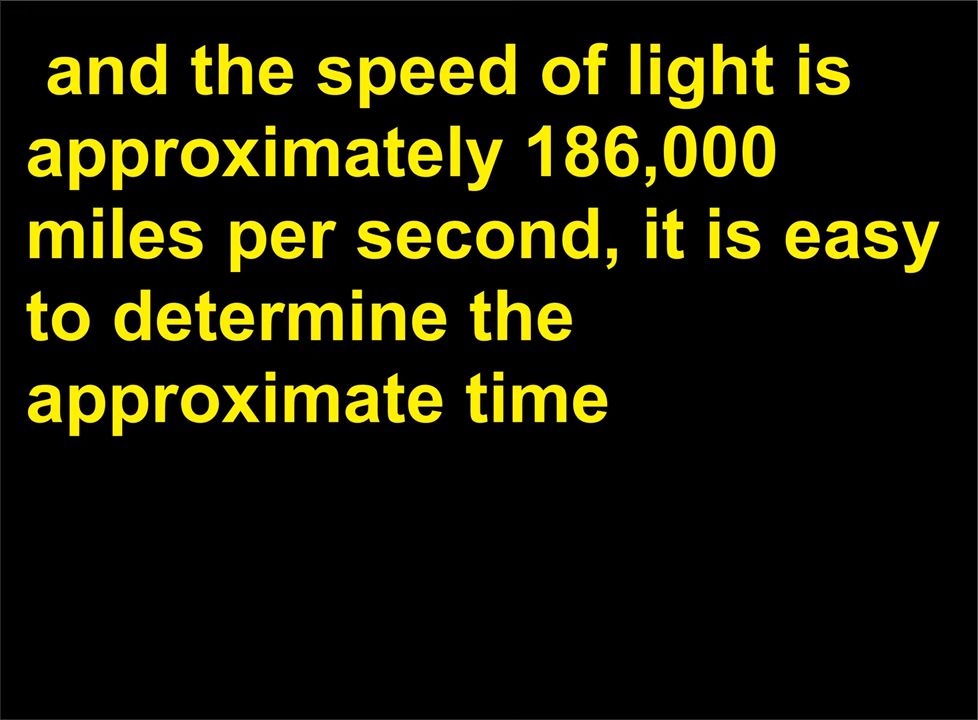 and the speed of light is
approximately 186,000
miles per second, it is easy
to determine the
approximate time